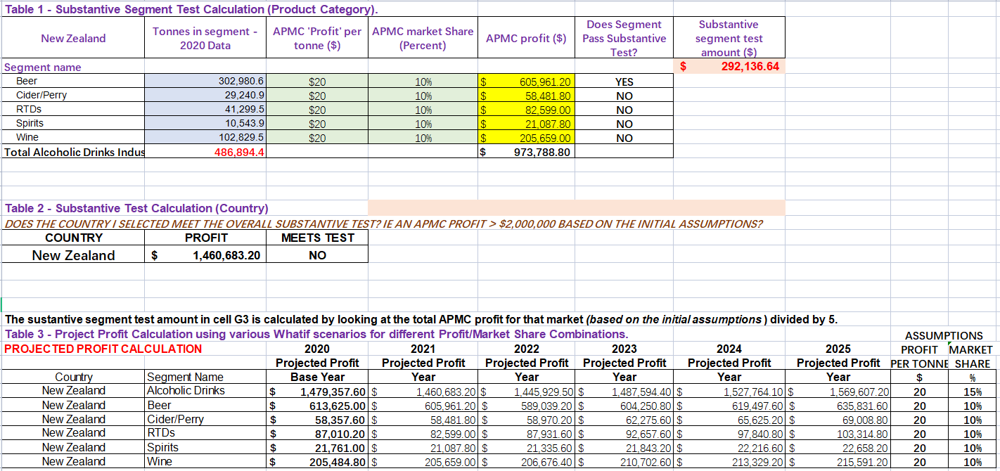 Table 1 - Substantive Segment Test Calculation (Product Category).
New Zealand Tonnes in segment - 2020 Data APMC 'Profit' per tonne ($) APMC market Share (Percent) APMC profit ($) Does Segment Pass Substantive Test? Substantive segment test amount ($)
Segment name $ 292,136.64
Beer 302,980.6 $20 10% $ 605,961.20 YES
Cider/Perry 29,240.9 $20 10% $ 58,481.80 NO
RTDs 41,299.5 $20 10% $ 82,599.00 NO
Spirits 10,543.9 $20 10% $ 21,087.80 NO
Wine 102,829.5 $20 10% $ 205,659.00 NO
Total Alcoholic Drinks Indus 486,894.4 $ 973,788.80
Table 2 - Substantive Test Calculation (Country)
DOES THE COUNTRY I SELECTED MEET THE OVERALL SUBSTANTIVE TEST? IE AN APMC PROFIT > $2,000,000 BASED ON THE INITIAL ASSUMPTIONS?
COUNTRY PROFIT MEETS TEST
New Zealand $ 1,460,683.20 NO
The sustantive segment test amount in cell G3 is calculated by looking at the total APMC profit for that market (based on the initial assumptions) divided by 5.
Table 3 - Project Profit Calculation using various Whatif scenarios for different Profit/Market Share Combinations. ASSUMPTIONS
PROJECTED PROFIT CALCULATION 2020 2021 2022 2023 2024 2025 PROFIT MARKET
Projected Profit Projected Profit Projected Profit Projected Profit Projected Profit Projected Profit PER TONNE SHARE
Country Segment Name Base Year Year Year Year Year Year $ %
New Zealand Alcoholic Drinks $ 1,479,357.60 $ 1,460,683.20 $ 1,445,929.50 $ 1,487,594.40 $ 1,527,764.10 $ 1,569,607.20 20 15%
New Zealand Beer $ 613,625.00 $ 605,961.20 $ 589,039.20 $ 604,250.80 $ 619,497.60 $ 635,831.60 20 10%
New Zealand Cider/Perry $ 58,357.60 $ 58,481.80 $ 58,970.20 $ 62,275.60 $ 65,625.20 $ 69,008.80 20 10%
New Zealand RTDs $ 87,010.20 $ 82,599.00 $ 87,931.60 $ 92,657.60 $ 97,840.80 $ 103,314.80 20 10%
New Zealand Spirits $ 21,761.00 $ 21,087.80 $ 21,335.60 $ 21,843.20 $ 22,216.60 $ 22,658.20 20 10%
New Zealand Wine $ 205,484.80 $ 205,659.00 $ 206,676.40 $ 210,702.60 $ 213,329.20 $ 215,591.20 20 10%